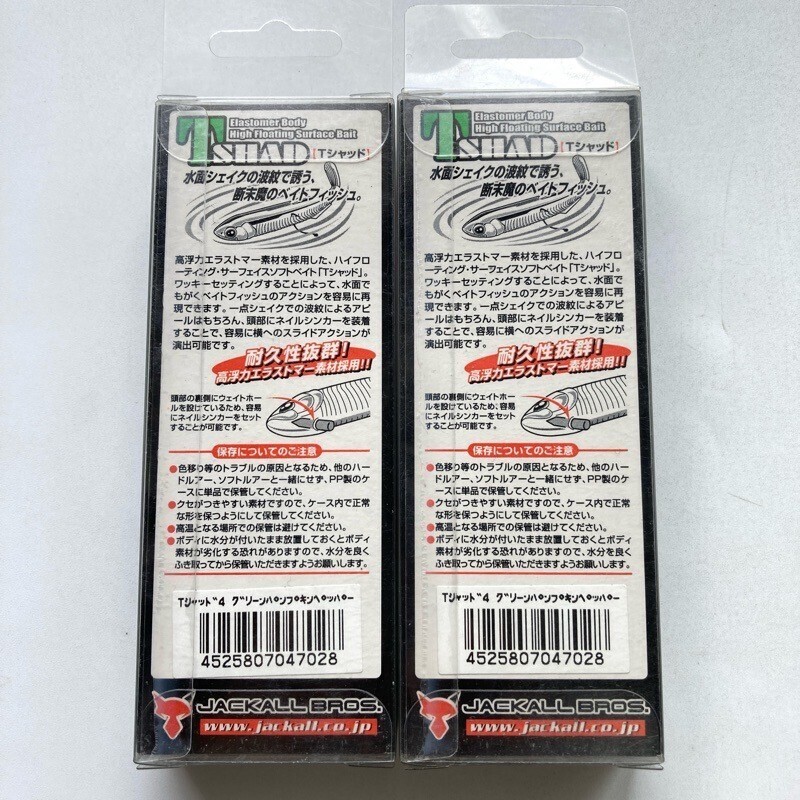 Elastomer Body
High Floating Surface Bait
TSHAD [Tシャッド]
水面シェイクの波紋で誘う、
断末魔のベイトフィッシュ。
高浮力エラストマー素材を採用した、ハイフロ
ーティング・サーフェイスソフトベイト「Tシャッド」。
ワッキーセッティングすることによって、水面で
もがくベイトフィッシュのアクションを容易に再
現できます。一点シェイクでの波紋によるアピ
ールはもちろん、頭部にネイルシンカーを装着
することで、容易に横へのスライドアクションが
演出可能です。
耐久性抜群!
高浮力エラストマー素材採用!!
頭部の裏側にウェイトホー
ルを設けているため、容易
にネイルシンカーをセット
することが可能です。
保存についてのご注意
●色移り等のトラブルの原因となるため、他のハー
ドルアー、ソフトルアーと一緒にせず、PP製のケ
ースに単品で保管してください。
●クセがつきやすい素材ですので、ケース内で正常
な形を保つようにして保管してください。
●高温となる場所での保管は避けてください。
●ボディに水分が付いたまま放置しておくとボディ
素材が劣化する恐れがありますので、水分を良く
ふき取ってから保管いただきますようお願いします。
Tシャッド4 グリーンパンプキンペッパー
4525807047028
JACKALL BROS.
www.jackall.co.jp
Elastomer Body
High Floating Surface Bait
TSHAD [Tシャッド]
水面シェイクの波紋で誘う、
断末魔のベイトフィッシュ。
高浮力エラストマー素材を採用した、ハイフロ
ーティング・サーフェイスソフトベイト「Tシャッド」。
ワッキーセッティングすることによって、水面で
もがくベイトフィッシュのアクションを容易に再
現できます。一点シェイクでの波紋によるアピ
ールはもちろん、頭部にネイルシンカーを装着
することで、容易に横へのスライドアクションが
演出可能です。
耐久性抜群!
高浮力エラストマー素材採用!!
頭部の裏側にウェイトホー
ルを設けているため、容易
にネイルシンカーをセット
することが可能です。
保存についてのご注意
●色移り等のトラブルの原因となるため、他のハー
ドルアー、ソフトルアーと一緒にせず、PP製のケ
ースに単品で保管してください。
●クセがつきやすい素材ですので、ケース内で正常
な形を保つようにして保管してください。
●高温となる場所での保管は避けてください。
●ボディに水分が付いたまま放置しておくとボディ
素材が劣化する恐れがありますので、水分を良く
ふき取ってから保管いただきますようお願いします。
Tシャッド4 グリーンパンプキンペッパー
4525807047028
JACKALL BROS.
www.jackall.co.jp